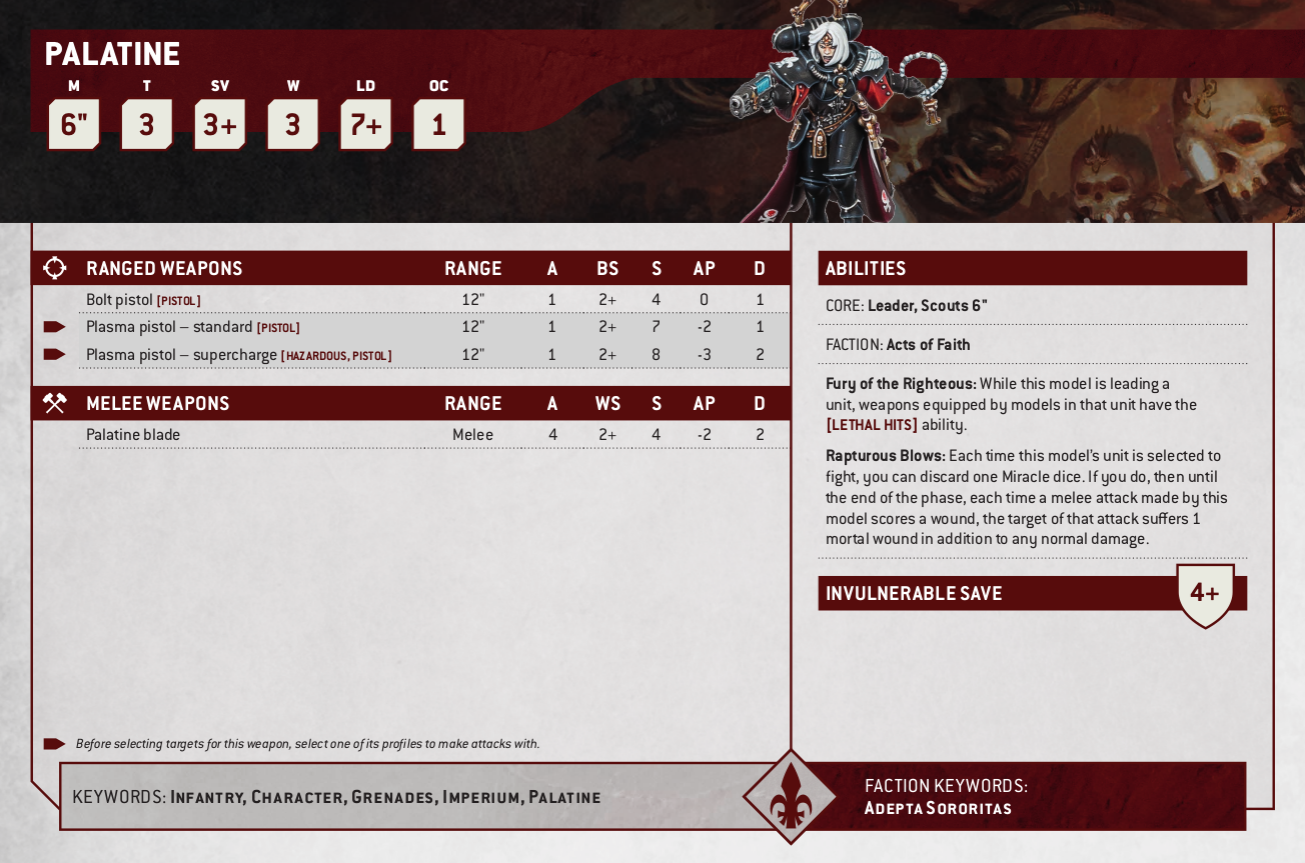 PALATINE
M T SV W LD OC
6" 3 3+ 3 7+ 1
RANGED WEAPONS RANGE A BS S AP D
Bolt pistol [PISTOL] 12" 1 2+ 4 0 1
Plasma pistol – standard [PISTOL] 12" 1 2+ 7 -2 1
Plasma pistol – supercharge [HAZARDOUS, PISTOL] 12" 1 2+ 8 -3 2
MELEE WEAPONS RANGE A WS S AP D
Palatine blade Melee 4 2+ 4 -2 2
Before selecting targets for this weapon, select one of its profiles to make attacks with.
KEYWORDS: INFANTRY, CHARACTER, GRENADES, IMPERIUM, PALATINE
ABILITIES
CORE: Leader, Scouts 6"
FACTION: Acts of Faith
Fury of the Righteous: While this model is leading a
unit, weapons equipped by models in that unit have the
[LETHAL HITS] ability.
Rapturous Blows: Each time this model's unit is selected to
fight, you can discard one Miracle dice. If you do, then until
the end of the phase, each time a melee attack made by this
model scores a wound, the target of that attack suffers 1
mortal wound in addition to any normal damage.
INVULNERABLE SAVE 4+
FACTION KEYWORDS:
ADEPTA SORORITAS